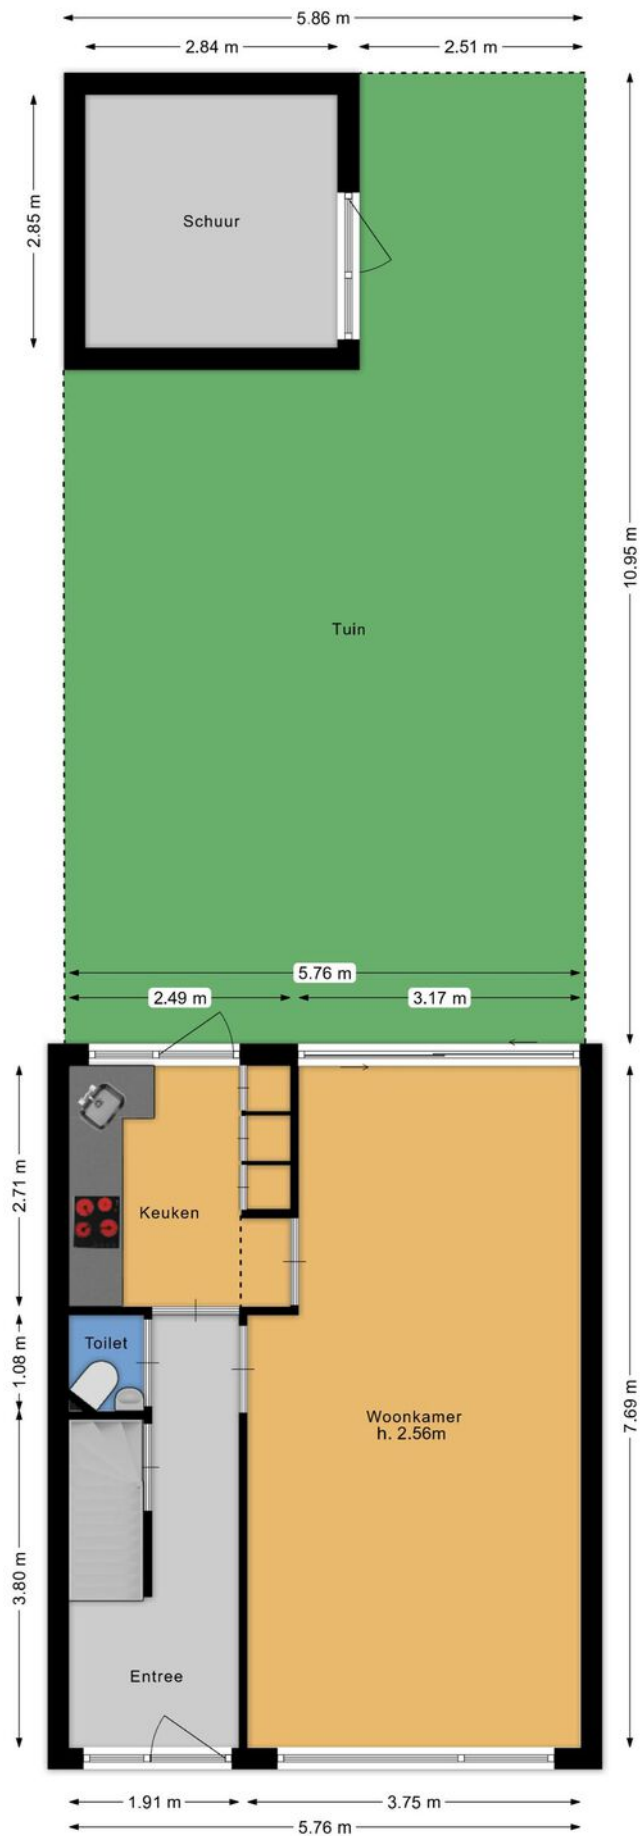 5.86 m
2.84 m
2.51 m
2.85 m
Schuur
10.95 m
Tuin
5.76 m
2.49 m
3.17 m
2.71 m
Keuken
1.08 m
Toilet
7.69 m
Woonkamer
h. 2.56m
3.80 m
Entree
1.91 m
3.75 m
5.76 m